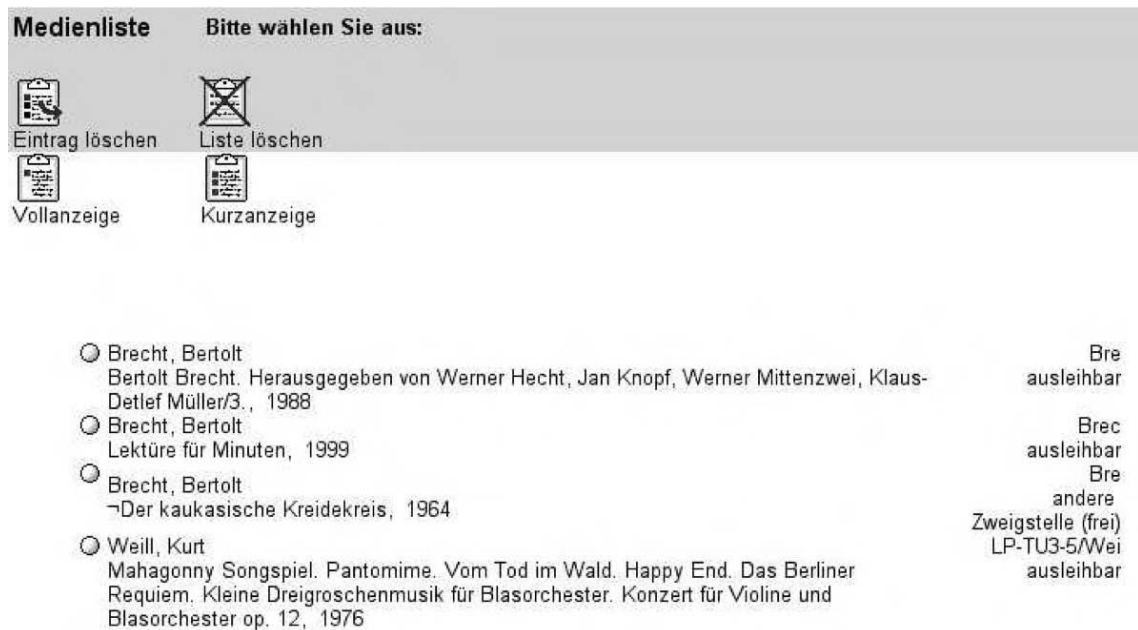 Medienliste Bitte wählen Sie aus:
Eintrag löschen Liste löschen
Vollanzeige Kurzanzeige
Brecht, Bertolt Bre
Bertolt Brecht. Herausgegeben von Werner Hecht, Jan Knopf, Werner Mittenzwei, Klaus- ausleihbar
Detlef Müller/3., 1988
Brecht, Bertolt Brec
Lektüre für Minuten, 1999 ausleihbar
Brecht, Bertolt Bre
¬Der kaukasische Kreidekreis, 1964 andere
Zweigstelle (frei)
Weill, Kurt LP-TU3-5/Wei
Mahagonny Songspiel. Pantomime. Vom Tod im Wald. Happy End. Das Berliner ausleihbar
Requiem. Kleine Dreigroschenmusik für Blasorchester. Konzert für Violine und
Blasorchester op. 12, 1976